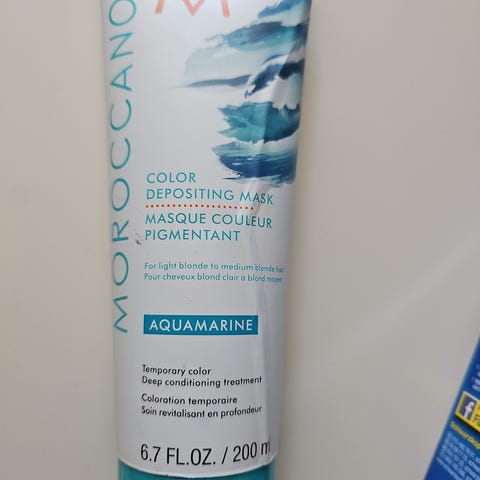 M
MOROCCANO
COLOR
DEPOSITING MASK
MASQUE COULEUR
PIGMENTANT
For light blonde to medium blonde hair
Pour cheveux blond clair à blond moyen
AQUAMARINE
Temporary color
Deep conditioning treatment
Coloration temporaire
Soin revitalisant en profondeur
6.7 FL.OZ. / 200 ml